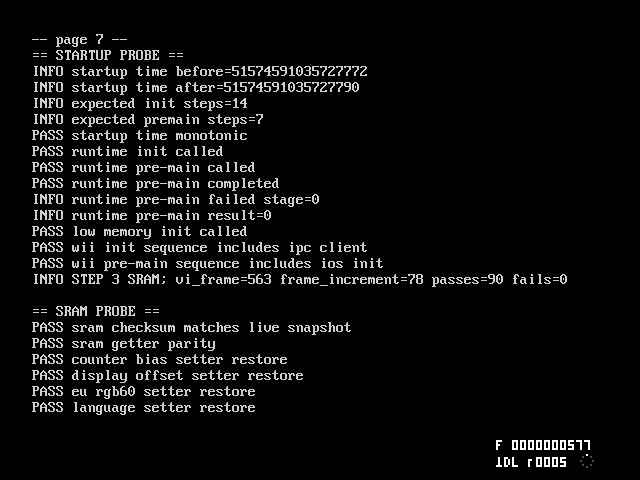 -- page 7 --
== STARTUP PROBE ==
INFO startup time before=51574591035727772
INFO startup time after=51574591035727790
INFO expected init steps=14
INFO expected premain steps=7
PASS startup time monotonic
PASS runtime init called
PASS runtime pre-main called
PASS runtime pre-main completed
INFO runtime pre-main failed stage=0
INFO runtime pre-main result=0
PASS low memory init called
PASS wii init sequence includes ipc client
PASS wii pre-main sequence includes ios init
INFO STEP 3 SRAM; vi_frame=563 frame_increment=78 passes=90 fails=0
== SRAM PROBE ==
PASS sram checksum matches live snapshot
PASS sram getter parity
PASS counter bias setter restore
PASS display offset setter restore
PASS eu rgb60 setter restore
PASS language setter restore
F 0000000577
IDL r0005